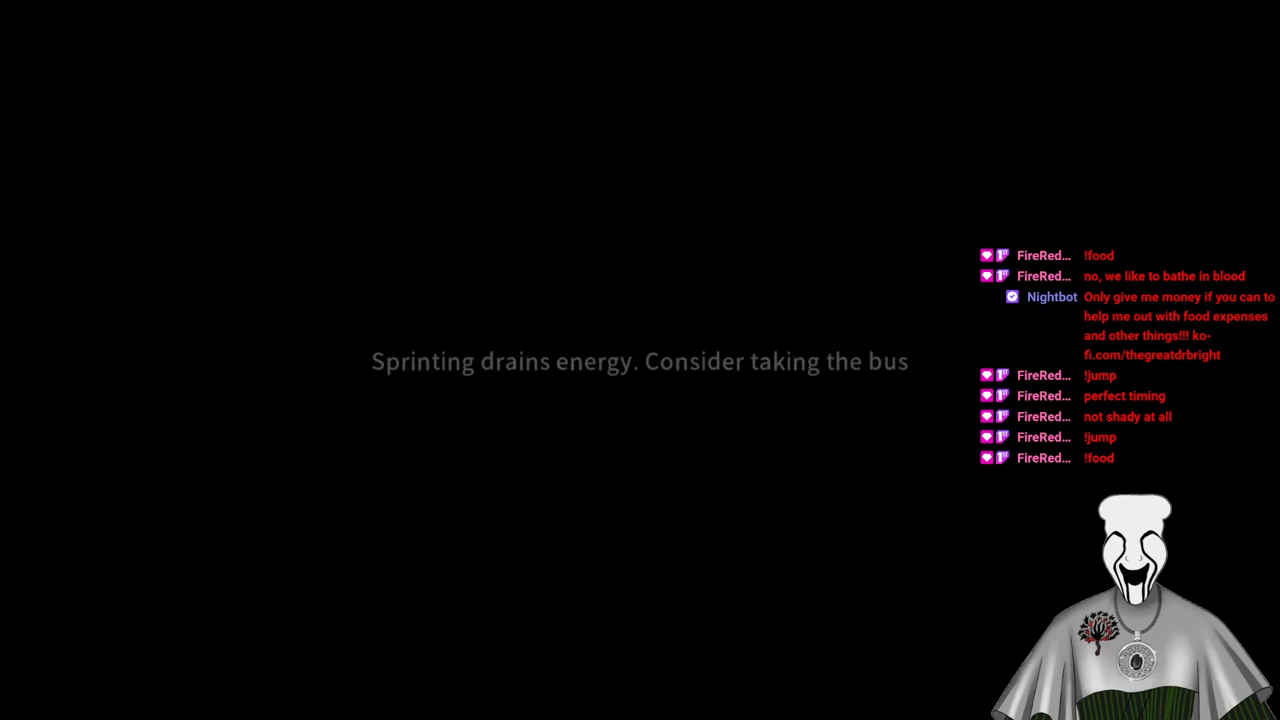 Sprinting drains energy. Consider taking the bus
FireRed... !food
FireRed... no, we like to bathe in blood
Nightbot Only give me money if you can to
help me out with food expenses
and other things!!! ko-
fi.com/thegreatdrbright
FireRed... !jump
FireRed... perfect timing
FireRed... not shady at all
FireRed... !jump
FireRed... !food